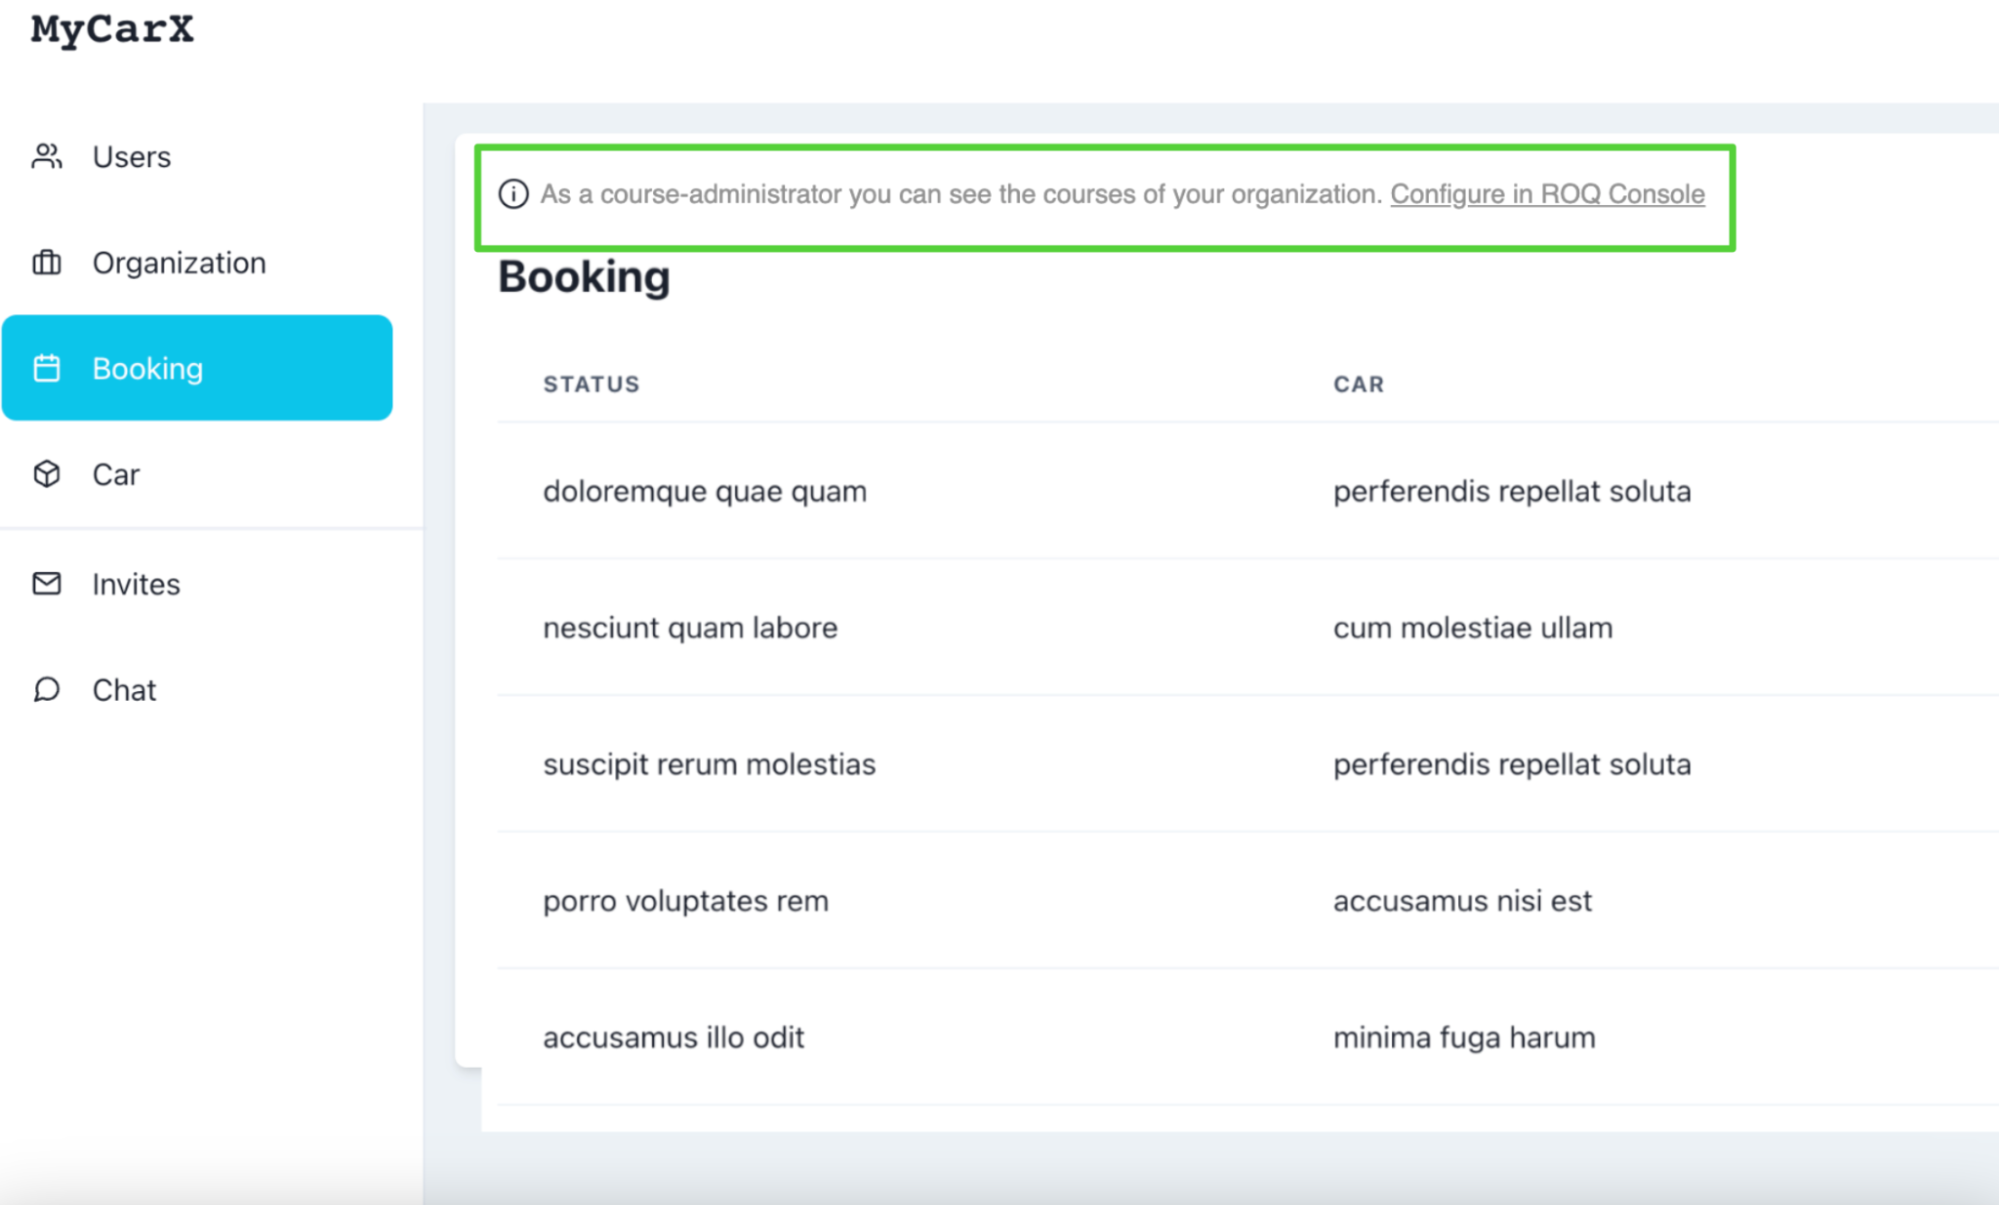 MyCarX
Users
Organization
Booking
Car
Invites
Chat
As a course-administrator you can see the courses of your organization. Configure in ROQ Console
Booking
STATUS CAR
doloremque quae quam perferendis repellat soluta
nesciunt quam labore cum molestiae ullam
suscipit rerum molestias perferendis repellat soluta
porro voluptates rem accusamus nisi est
accusamus illo odit minima fuga harum